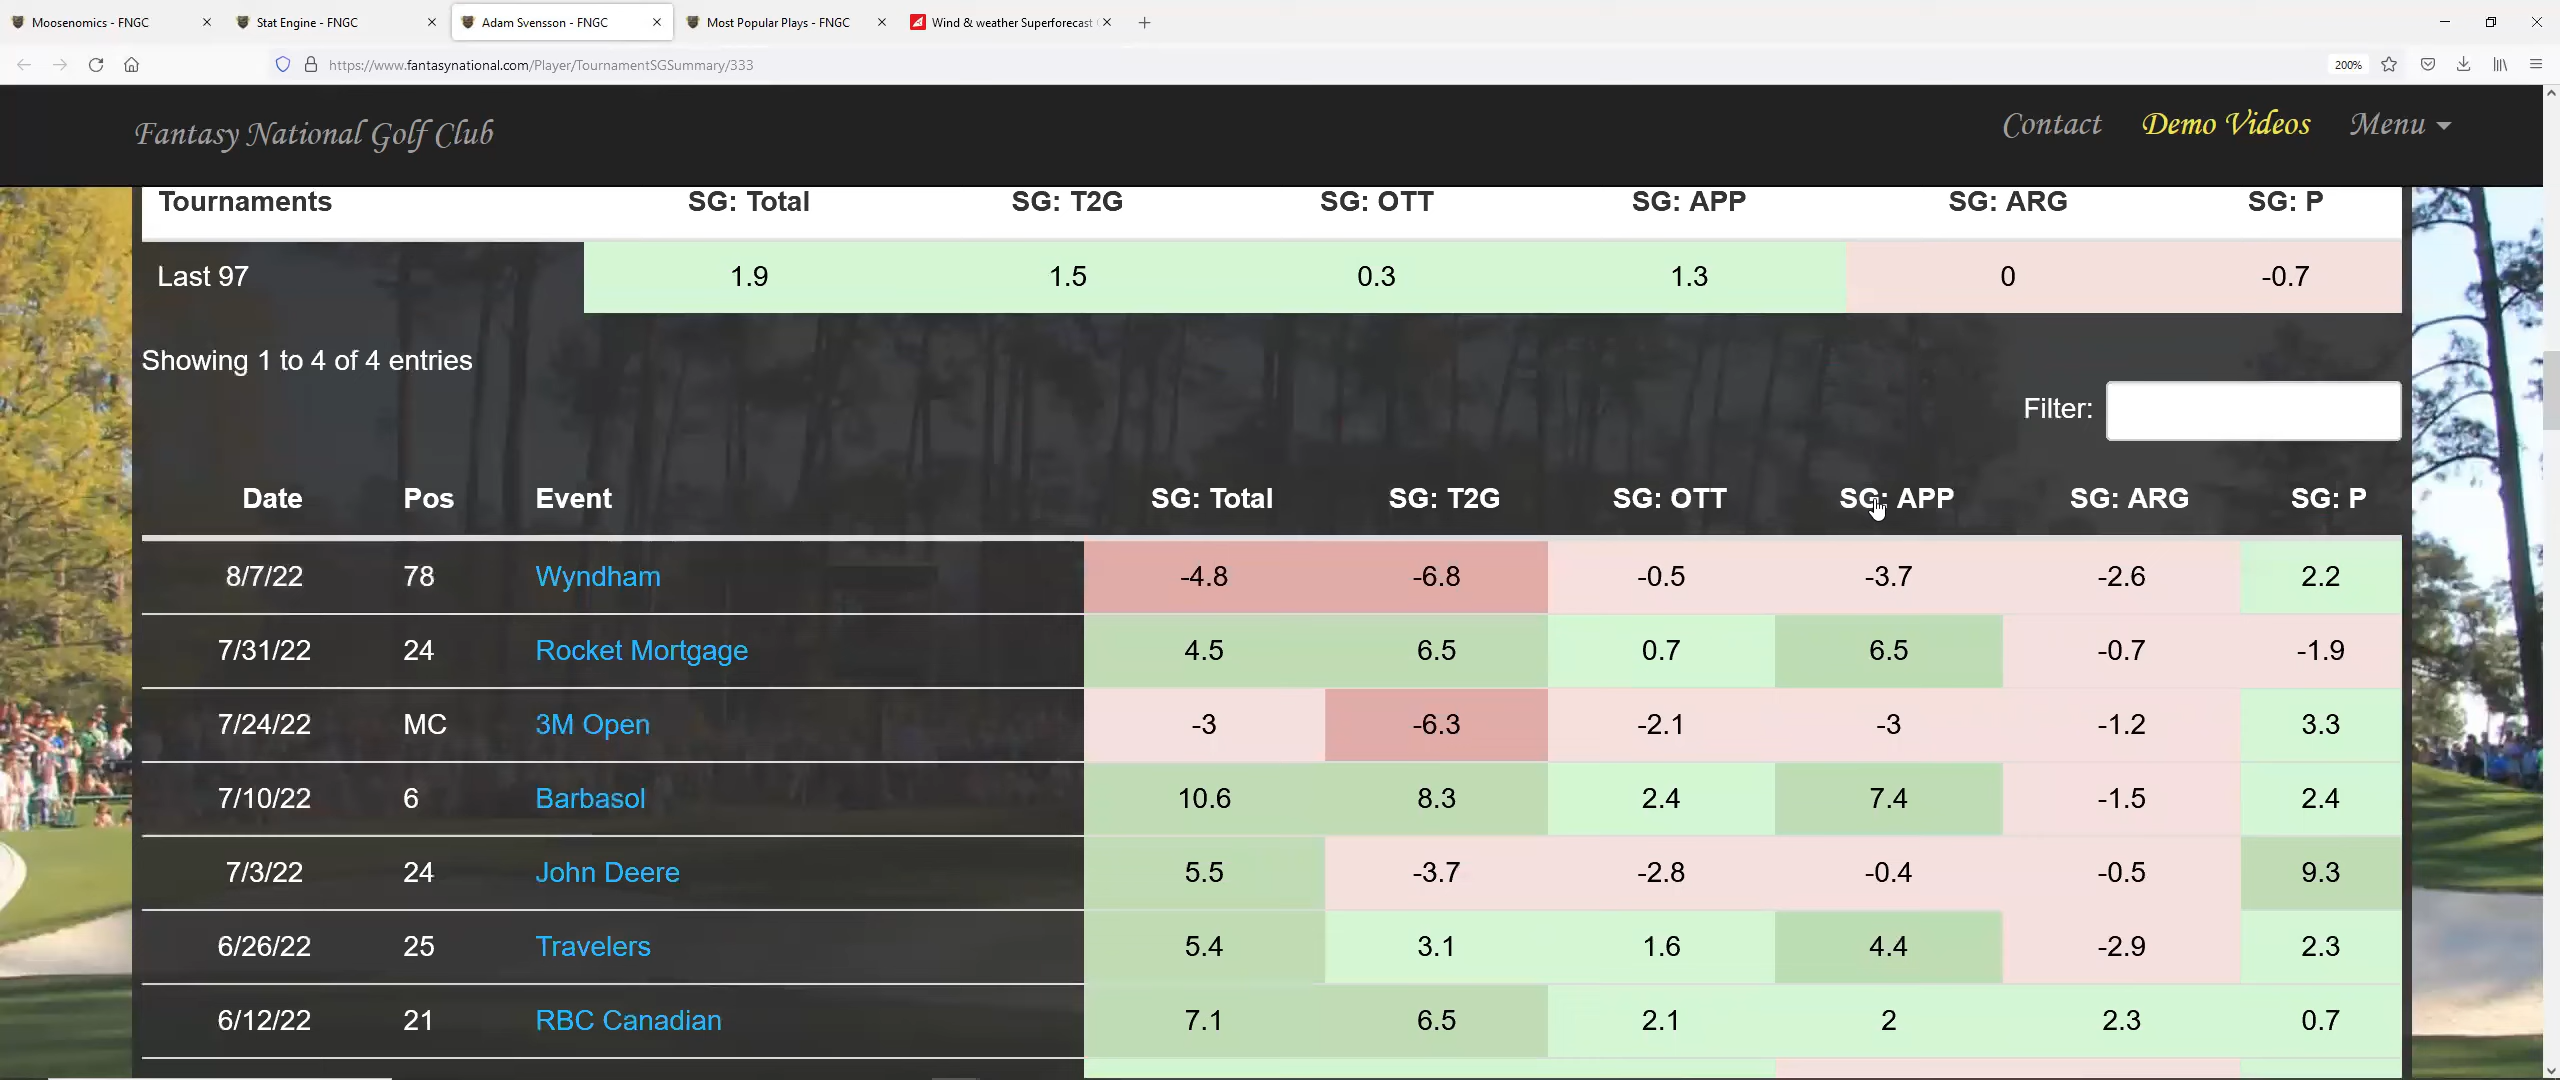 Moosenomics - FNGC
Stat Engine - FNGC
Adam Svensson - FNGC
Most Popular Plays - FNGC
Wind & weather Superforecast
https://www.fantasynational.com/Player/TournamentSGSummary/333
200%
Fantasy National Golf Club
Contact Demo Videos Menu
Tournaments SG: Total SG: T2G SG: OTT SG: APP SG: ARG SG: P
Last 97 1.9 1.5 0.3 1.3 0 -0.7
Showing 1 to 4 of 4 entries
Filter:
Date Pos Event SG: Total SG: T2G SG: OTT SG: APP SG: ARG SG: P
8/7/22 78 Wyndham -4.8 -6.8 -0.5 -3.7 -2.6 2.2
7/31/22 24 Rocket Mortgage 4.5 6.5 0.7 6.5 -0.7 -1.9
7/24/22 MC 3M Open -3 -6.3 -2.1 -3 -1.2 3.3
7/10/22 6 Barbasol 10.6 8.3 2.4 7.4 -1.5 2.4
7/3/22 24 John Deere 5.5 -3.7 -2.8 -0.4 -0.5 9.3
6/26/22 25 Travelers 5.4 3.1 1.6 4.4 -2.9 2.3
6/12/22 21 RBC Canadian 7.1 6.5 2.1 2 2.3 0.7